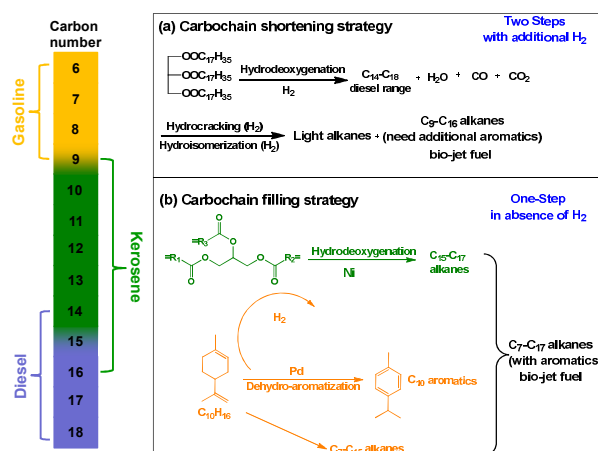 Carbon
number
6
7
8
9
10
11
12
13
14
15
16
17
18
Gasoline
Kerosene
Diesel
(a) Carbochain shortening strategy
Two Steps
with additional H2
OOC17H35
OOC17H35
OOC17H35
Hydrodeoxygenation
H2
C14-C18
diesel range
+ H2O + CO + CO2
Hydrocracking (H2)
Hydroisomerization (H2)
Light alkanes +
C9-C16 alkanes
(need additional aromatics)
bio-jet fuel
(b) Carbochain filling strategy
One-Step
in absence of H2
O
R3
O
R1
O
O
R2
O
O
Hydrodeoxygenation
Ni
C15-C17
alkanes
H2
Pd
Dehydro-aromatization
C10 aromatics
C10H16
C7-C17 alkanes
(with aromatics)
bio-jet fuel
alkanes